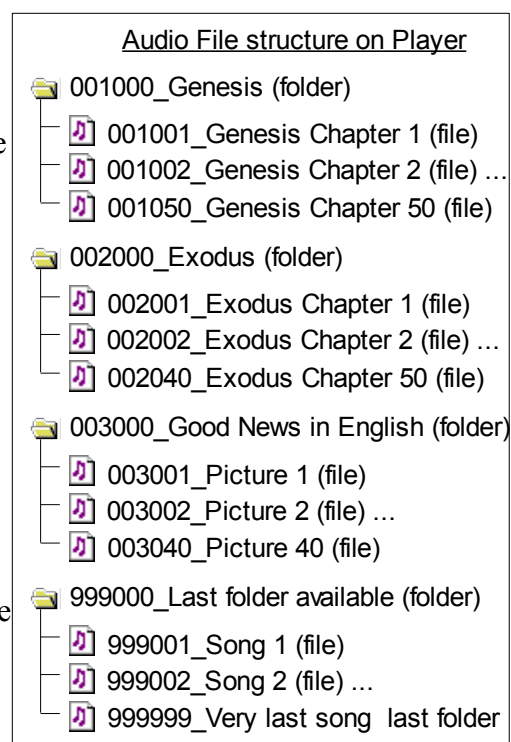 Audio File structure on Player
001000_Genesis (folder)
e
001001_Genesis Chapter 1 (file)
001002_Genesis Chapter 2 (file) ...
001050_Genesis Chapter 50 (file)
002000_Exodus (folder)
002001_Exodus Chapter 1 (file)
002002_Exodus Chapter 2 (file) ...
002040_Exodus Chapter 50 (file)
003000_Good News in English (folder)
003001_Picture 1 (file)
003002_Picture 2 (file) ...
003040_Picture 40 (file)
999000_Last folder available (folder)
e
999001_Song 1 (file)
999002_Song 2 (file) ...
999999_Very last song  last folder